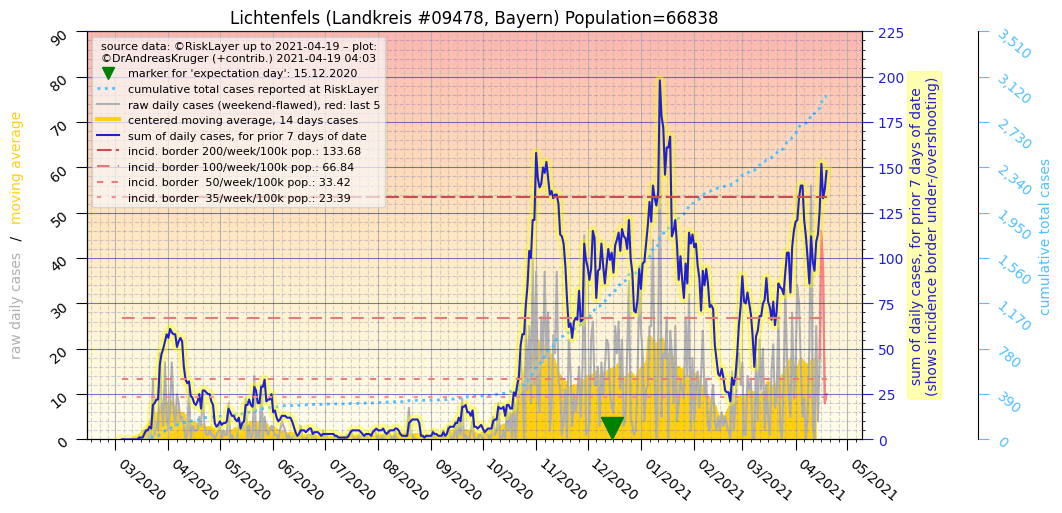 Lichtenfels (Landkreis #09478, Bayern) Population=66838
source data: ©RiskLayer up to 2021-04-19 – plot:
©DrAndreasKruger (+contrib.) 2021-04-19 04:03
marker for 'expectation day': 15.12.2020
cumulative total cases reported at RiskLayer
raw daily cases (weekend-flawed), red: last 5
centered moving average, 14 days cases
sum of daily cases, for prior 7 days of date
incid. border 200/week/100k pop.: 133.68
incid. border 100/week/100k pop.: 66.84
incid. border  50/week/100k pop.: 33.42
incid. border  35/week/100k pop.: 23.39
raw daily cases  /  moving average
90
80
70
60
50
40
30
20
10
0
03/2020
04/2020
05/2020
06/2020
07/2020
08/2020
09/2020
10/2020
11/2020
12/2020
01/2021
02/2021
03/2021
04/2021
05/2021
225
200
175
150
125
100
75
50
25
0
sum of daily cases, for prior 7 days of date
(shows incidence border under-/overshooting)
3,510
3,120
2,730
2,340
1,950
1,560
1,170
780
390
0
cumulative total cases